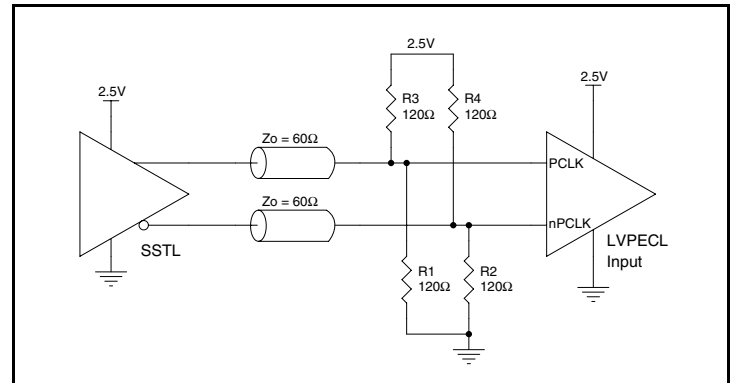 2.5V
2.5V
2.5V
R3
120Ω
R4
120Ω
Zo = 60Ω
PCLK
Zo = 60Ω
nPCLK
SSTL
LVPECL
Input
R1
120Ω
R2
120Ω